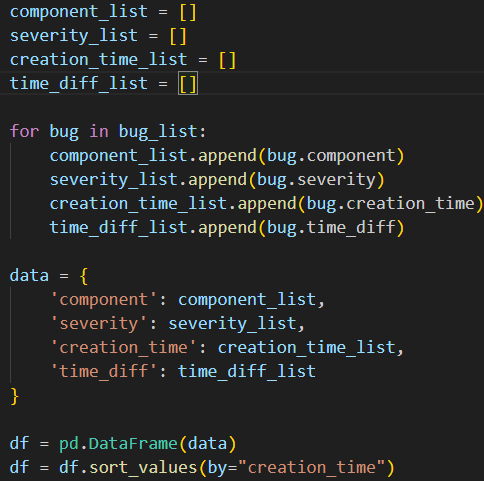 component_list = []
severity_list = []
creation_time_list = []
time_diff_list = []
for bug in bug_list:
    component_list.append(bug.component)
    severity_list.append(bug.severity)
    creation_time_list.append(bug.creation_time)
    time_diff_list.append(bug.time_diff)
data = {
    'component': component_list,
    'severity': severity_list,
    'creation_time': creation_time_list,
    'time_diff': time_diff_list
}
df = pd.DataFrame(data)
df = df.sort_values(by="creation_time")